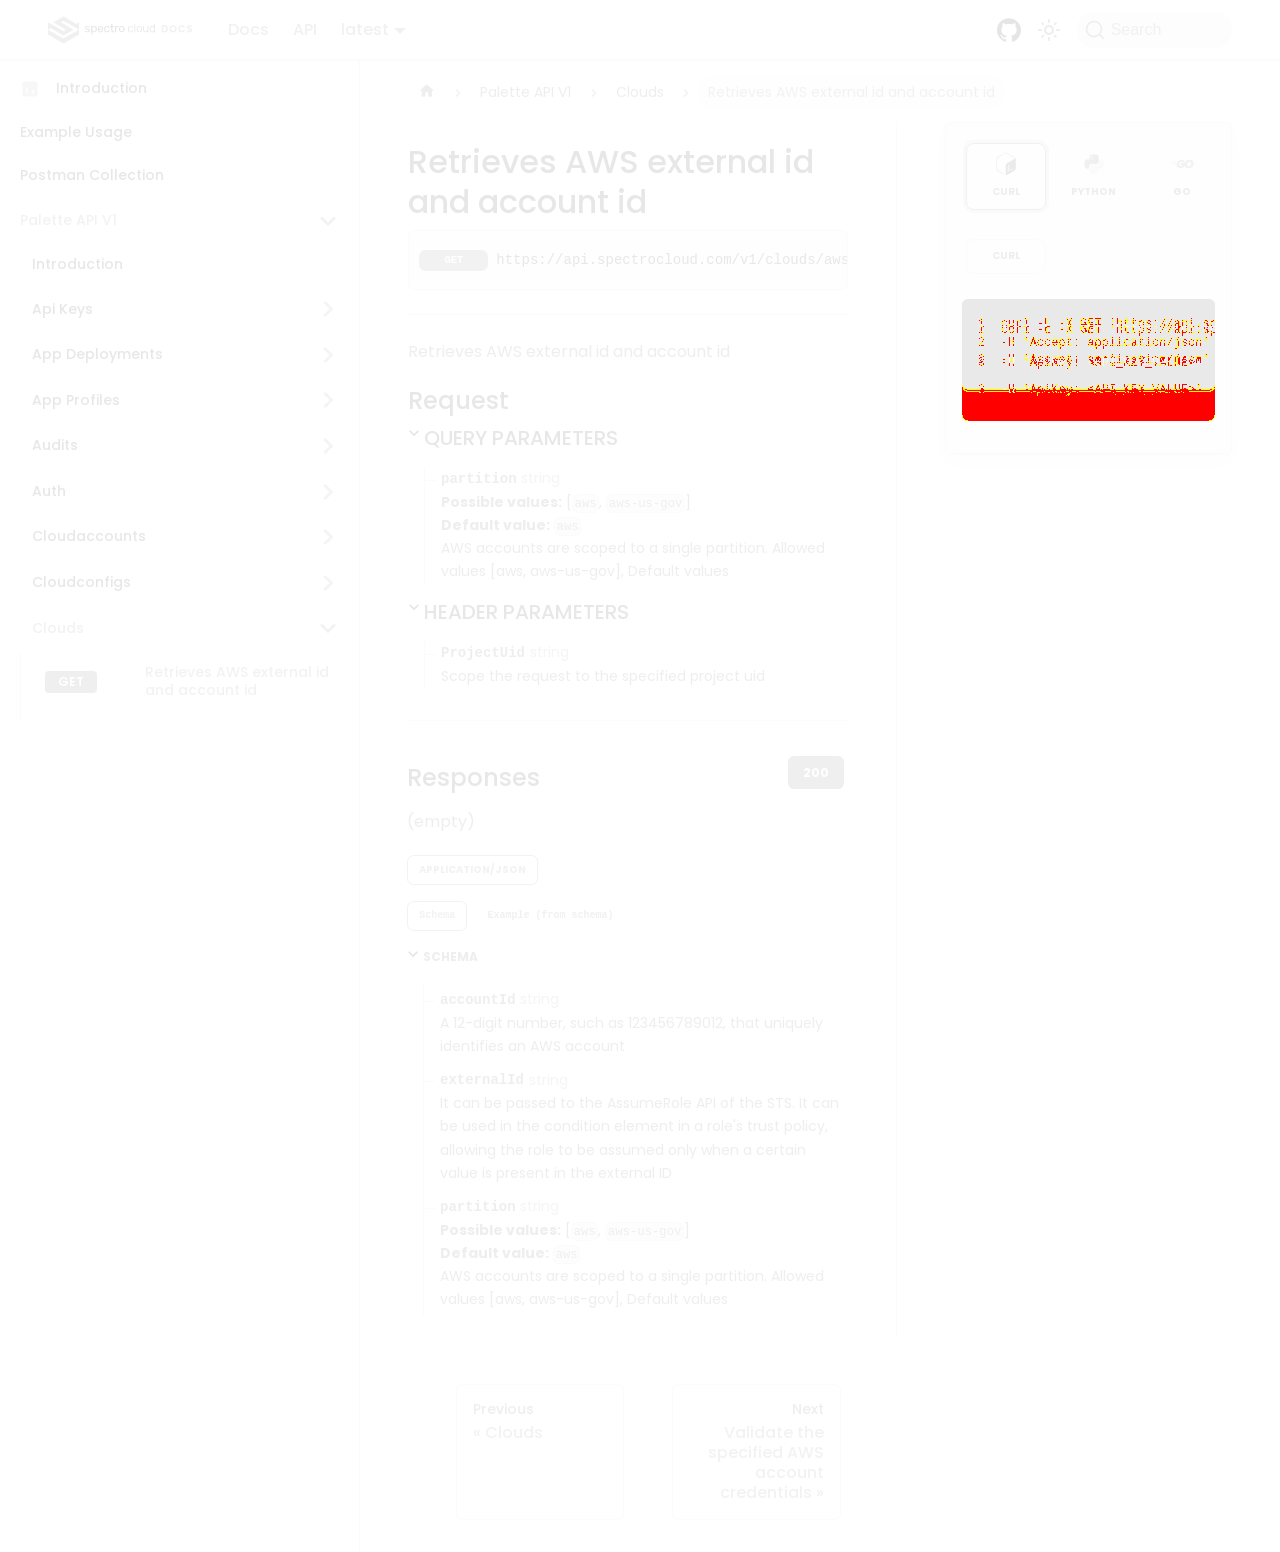 spectro cloud DOCS
Docs
API
latest
Search
Introduction
Example Usage
Postman Collection
Palette API V1
Introduction
Api Keys
App Deployments
App Profiles
Audits
Auth
Cloudaccounts
Cloudconfigs
Clouds
GET Retrieves AWS external id
and account id
Palette API V1
Clouds
Retrieves AWS external id and account id
Retrieves AWS external id
and account id
GET https://api.spectrocloud.com/v1/clouds/aws
Retrieves AWS external id and account id
Request
QUERY PARAMETERS
partition string
Possible values: [aws, aws-us-gov]
Default value: aws
AWS accounts are scoped to a single partition. Allowed
values [aws, aws-us-gov], Default values
HEADER PARAMETERS
ProjectUid string
Scope the request to the specified project uid
Responses
200
(empty)
APPLICATION/JSON
Schema
Example (from schema)
SCHEMA
accountId string
A 12-digit number, such as 123456789012, that uniquely
identifies an AWS account
externalId string
It can be passed to the AssumeRole API of the STS. It can
be used in the condition element in a role's trust policy,
allowing the role to be assumed only when a certain
value is present in the external ID
partition string
Possible values: [aws, aws-us-gov]
Default value: aws
AWS accounts are scoped to a single partition. Allowed
values [aws, aws-us-gov], Default values
Previous
« Clouds
Next
Validate the
specified AWS
account
credentials »
CURL
PYTHON
GO
CURL
2 -H 'Accept: application/json'
3 -H 'ApiKey: <API_KEY_VALUE>'